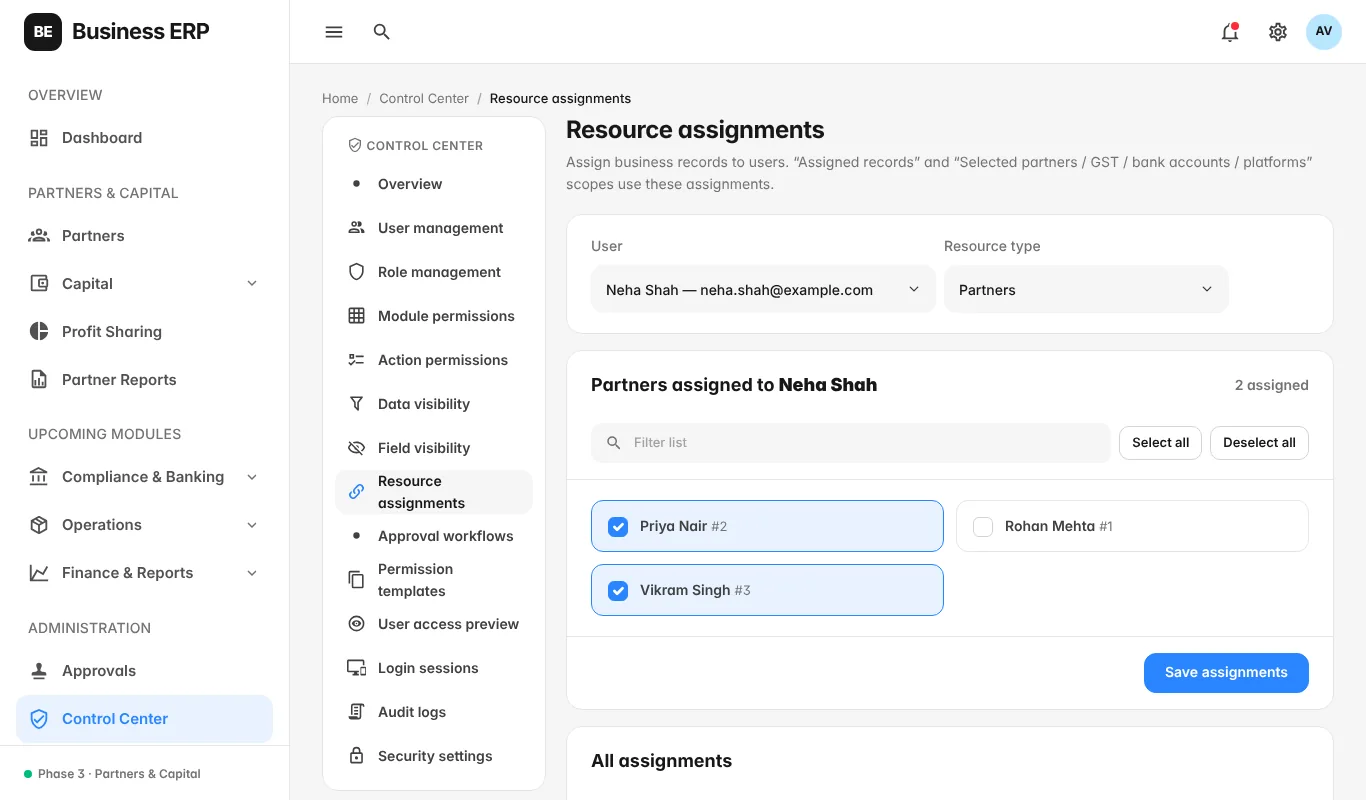 BE Business ERP
OVERVIEW
Dashboard
PARTNERS & CAPITAL
Partners
Capital
Profit Sharing
Partner Reports
UPCOMING MODULES
Compliance & Banking
Operations
Finance & Reports
ADMINISTRATION
Approvals
Control Center
Phase 3 · Partners & Capital
AV
Home / Control Center / Resource assignments
CONTROL CENTER
Overview
User management
Role management
Module permissions
Action permissions
Data visibility
Field visibility
Resource
assignments
Approval workflows
Permission
templates
User access preview
Login sessions
Audit logs
Security settings
Resource assignments
Assign business records to users. “Assigned records” and “Selected partners / GST / bank accounts / platforms”
scopes use these assignments.
User
Neha Shah — neha.shah@example.com
Resource type
Partners
Partners assigned to Neha Shah
2 assigned
Filter list
Select all
Deselect all
Priya Nair #2
Rohan Mehta #1
Vikram Singh #3
Save assignments
All assignments